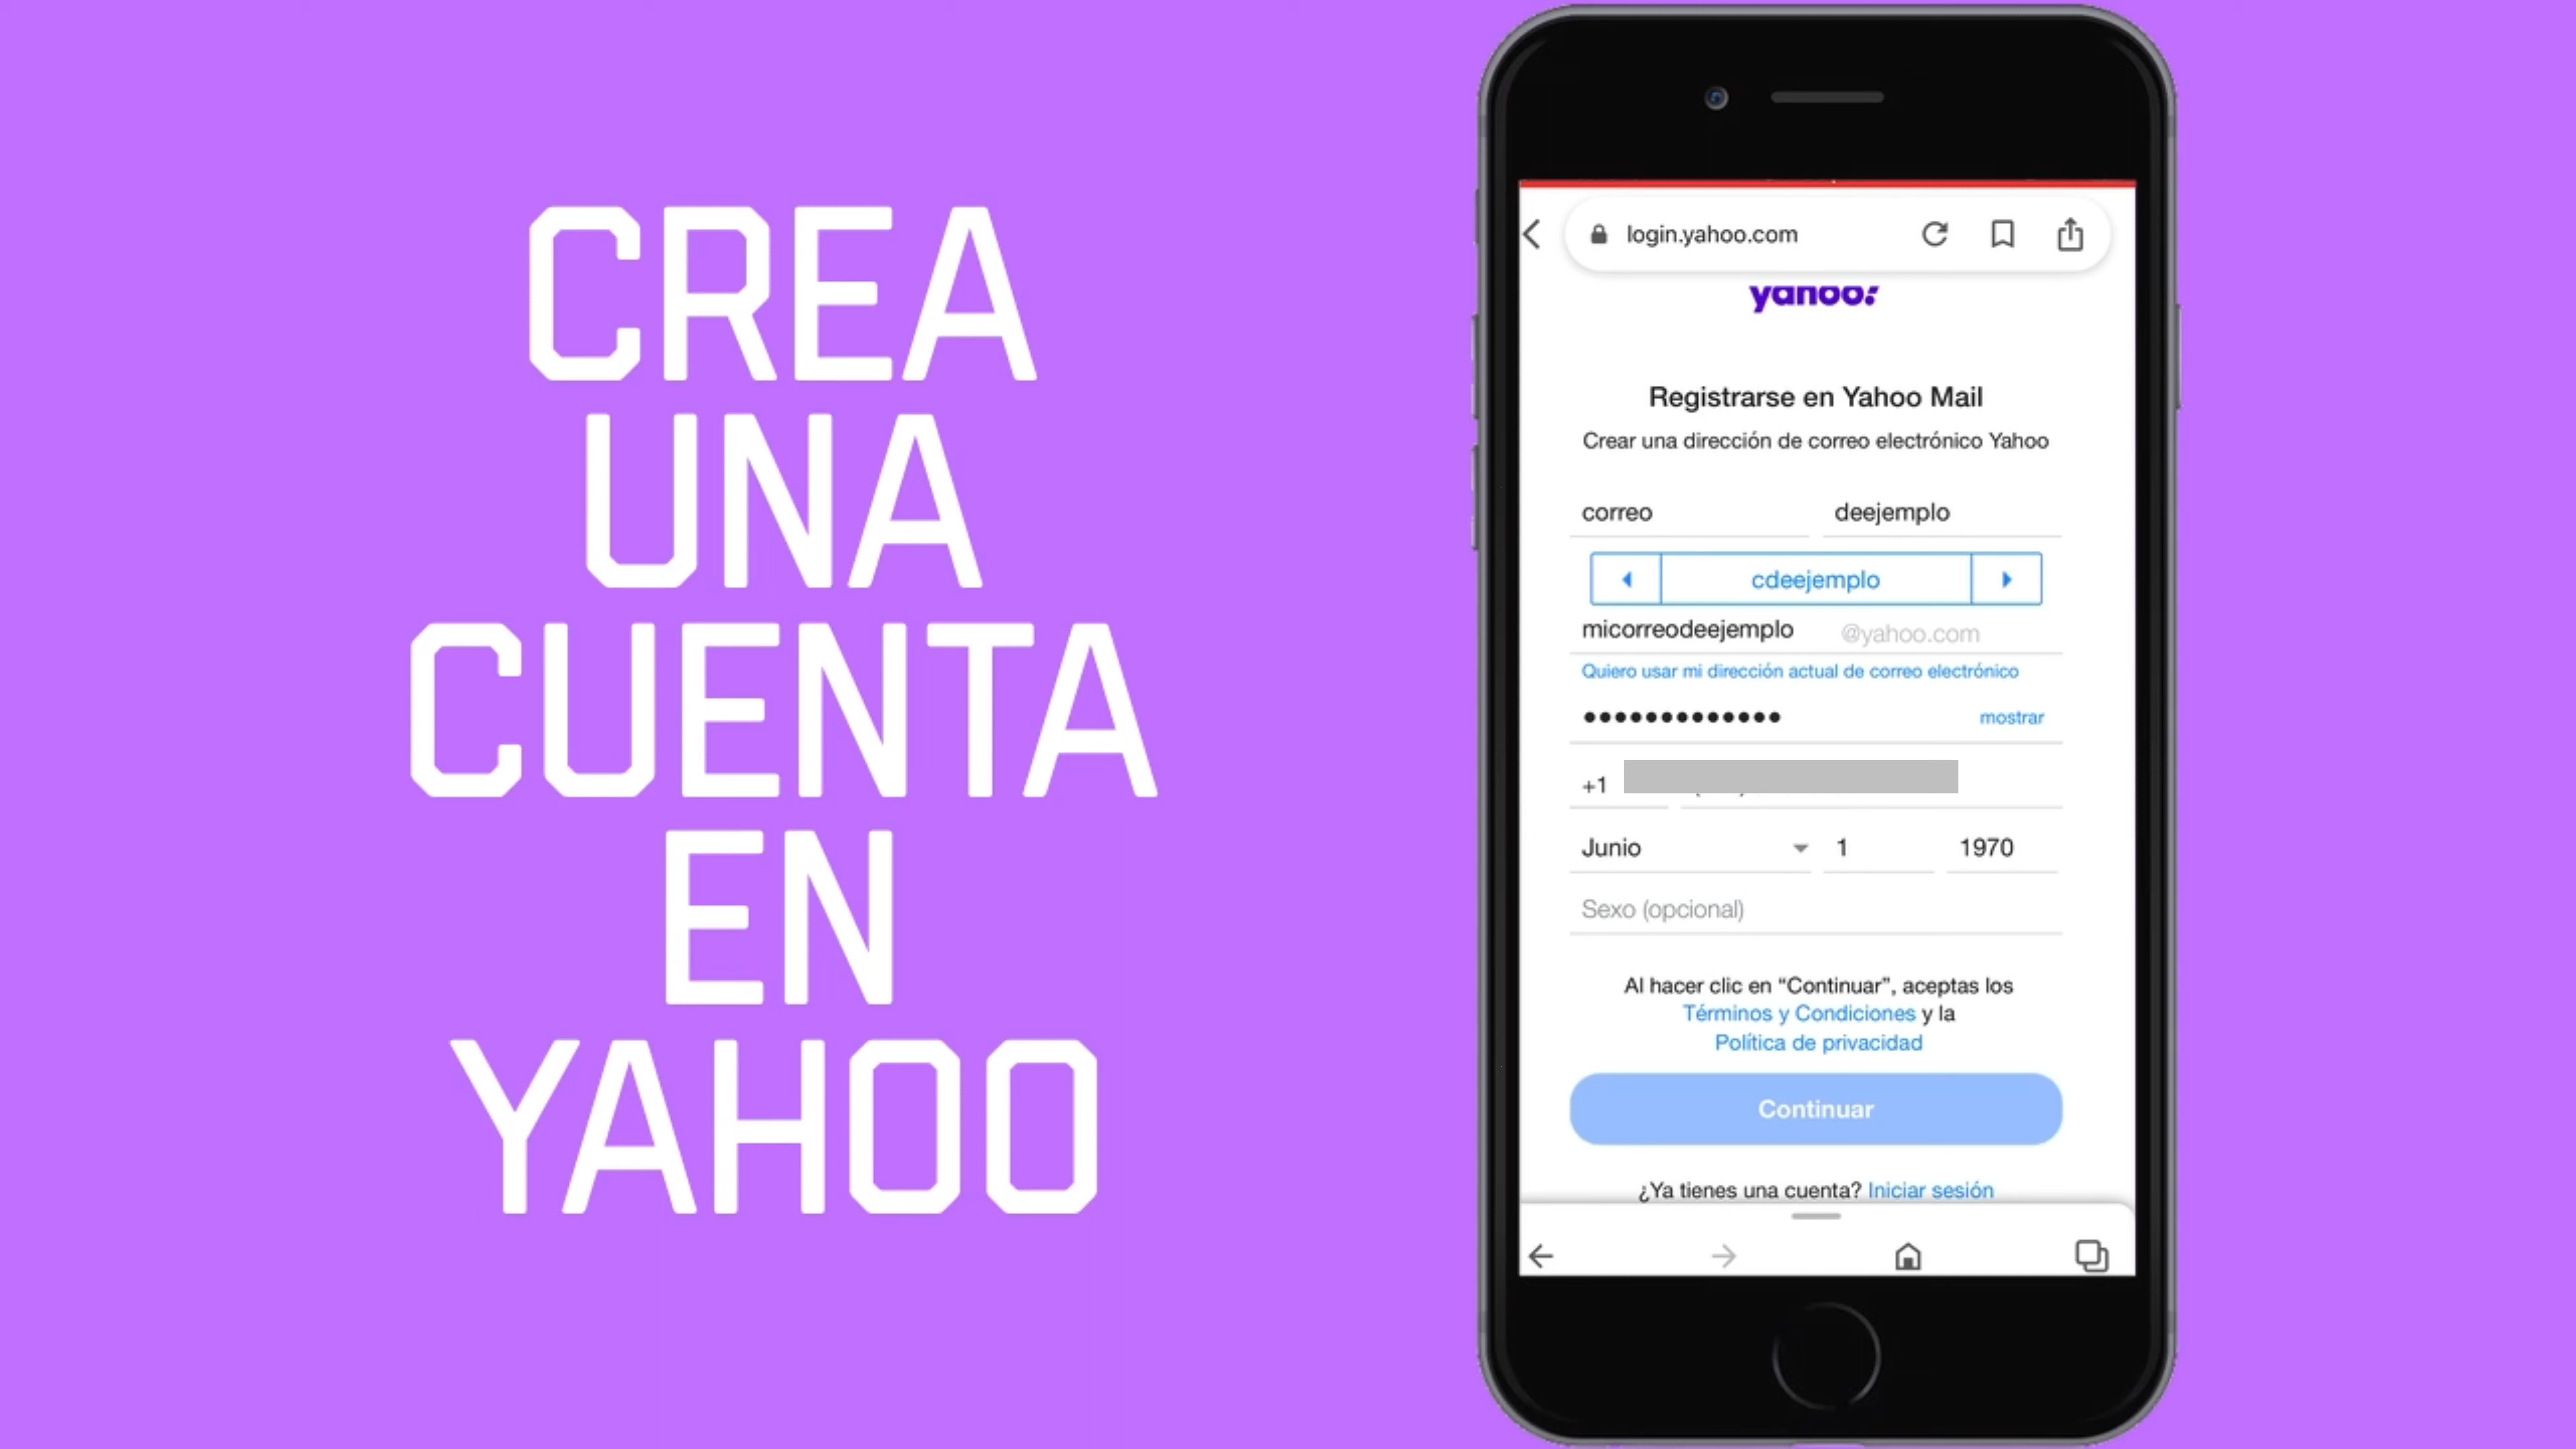 CREA
UNA
CUENTA
EN
YAHOO
login.yahoo.com
yahoo!
Registrarse en Yahoo Mail
Crear una dirección de correo electrónico Yahoo
correo deejemplo
cdeejemplo
micorreodeejemplo @yahoo.com
Quiero usar mi dirección actual de correo electrónico
••••••••••••• mostrar
+1
Junio 1 1970
Sexo (opcional)
Al hacer clic en “Continuar”, aceptas los
Términos y Condiciones y la
Política de privacidad
Continuar
¿Ya tienes una cuenta? Iniciar sesión